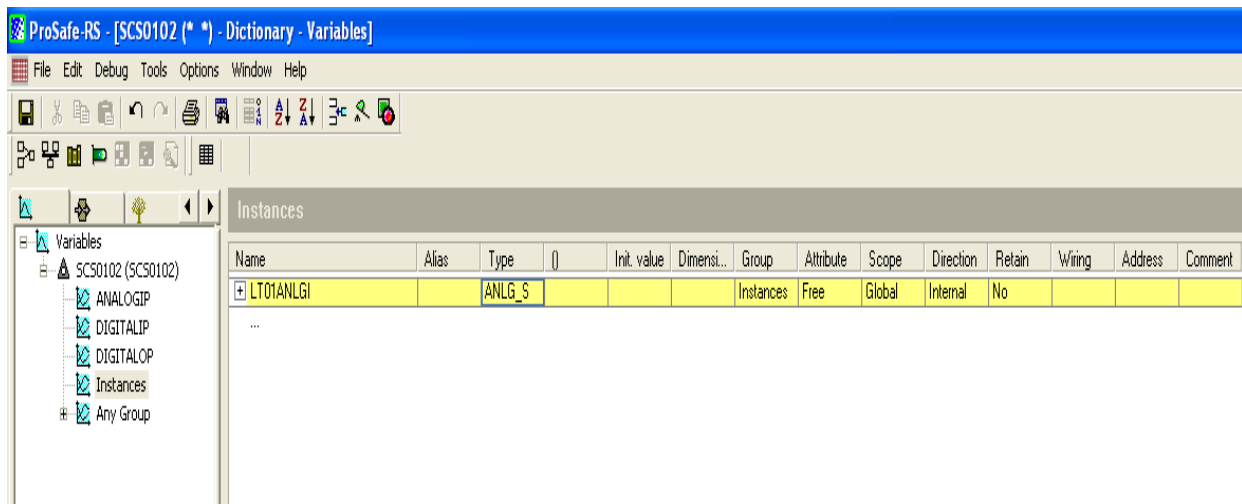 ProSafe-RS - [SCS0102 (* *) - Dictionary - Variables]
File Edit Debug Tools Options Window Help
Instances
Variables
SCS0102 (SCS0102)
ANALOGIP
DIGITALIP
DIGITALOP
Instances
Any Group
Name Alias Type () Init. value Dimensi... Group Attribute Scope Direction Retain Wiring Address Comment
LT01ANLGI ANLG_S Instances Free Global Internal No
...